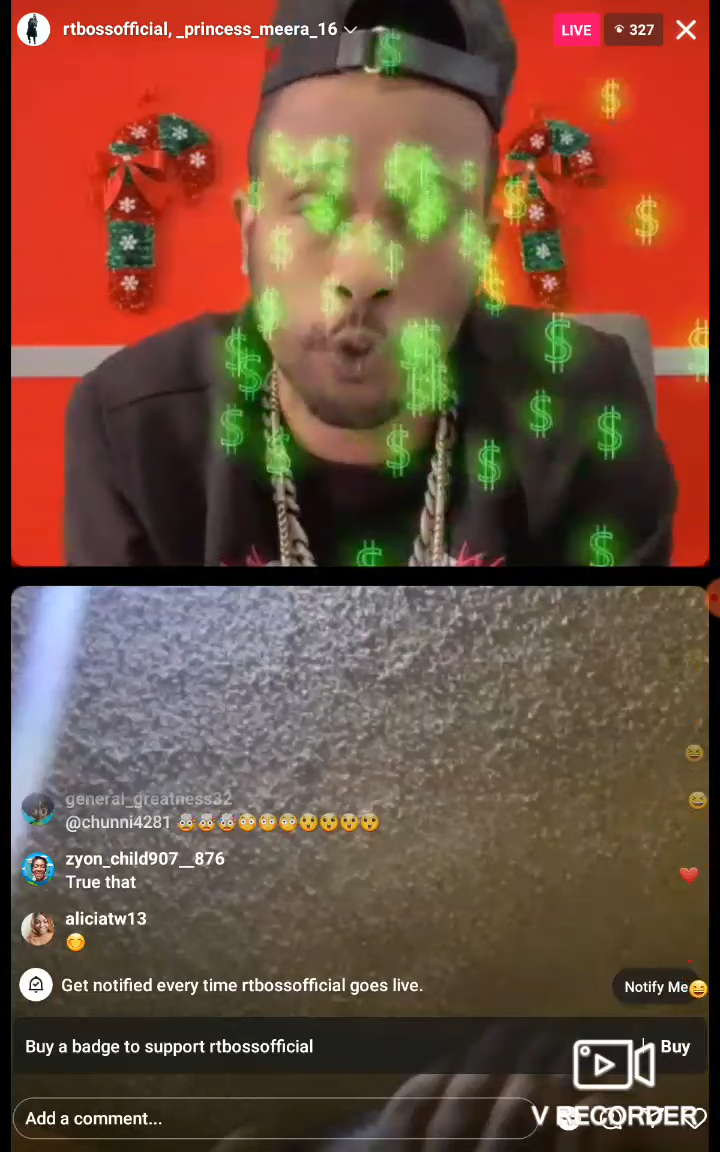 rtbossofficial, _princess_meera_16
LIVE
327
general_greatness32
@chunni4281 
zyon_child907__876
True that
aliciatw13
Get notified every time rtbossofficial goes live.
Notify Me
Buy a badge to support rtbossofficial
Buy
Add a comment...
V RECORDER